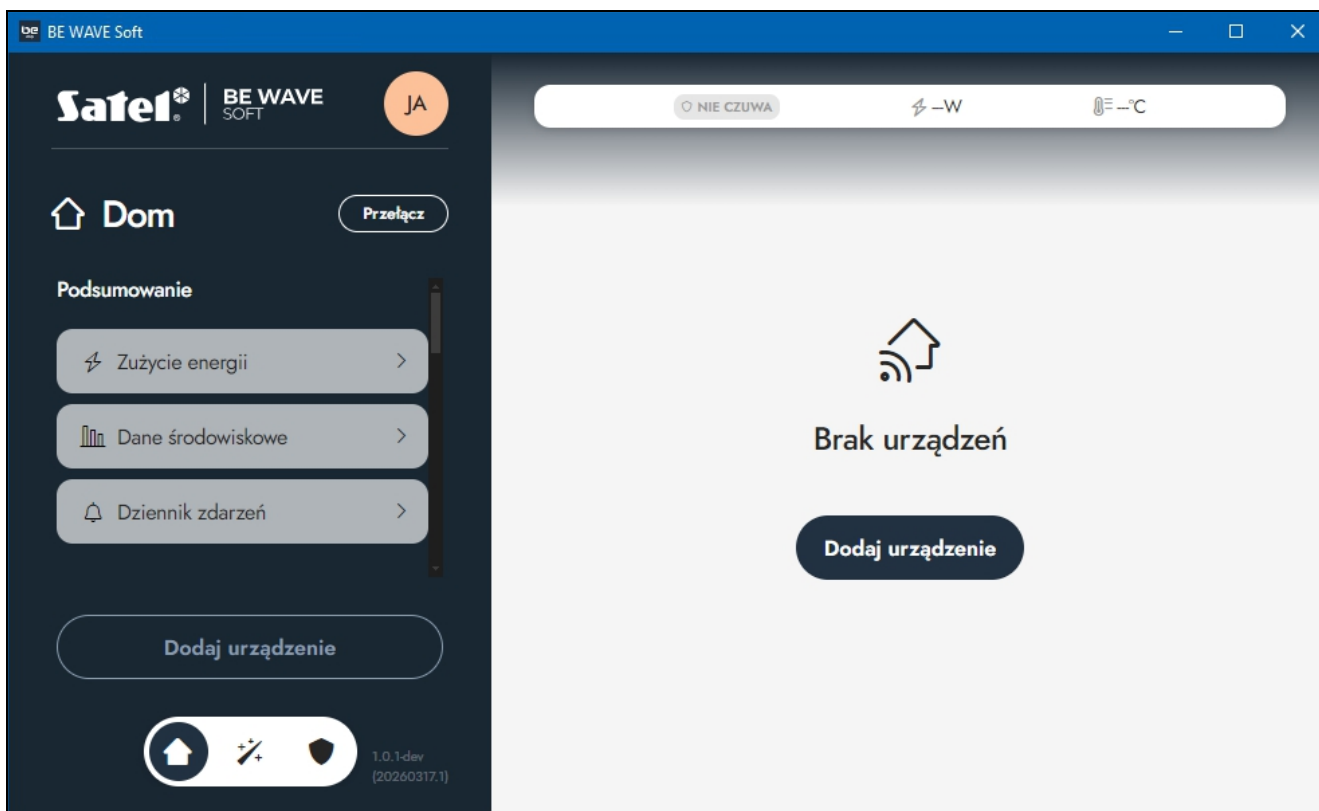 be
BE WAVE Soft
Satel®
BE WAVE
SOFT
JA
NIE CZUWA
—W
—°C
Dom
Przełącz
Podsumowanie
Zużycie energii
Dane środowiskowe
Dziennik zdarzeń
Brak urządzeń
Dodaj urządzenie
Dodaj urządzenie
1.0.1-dev
(20260317.1)